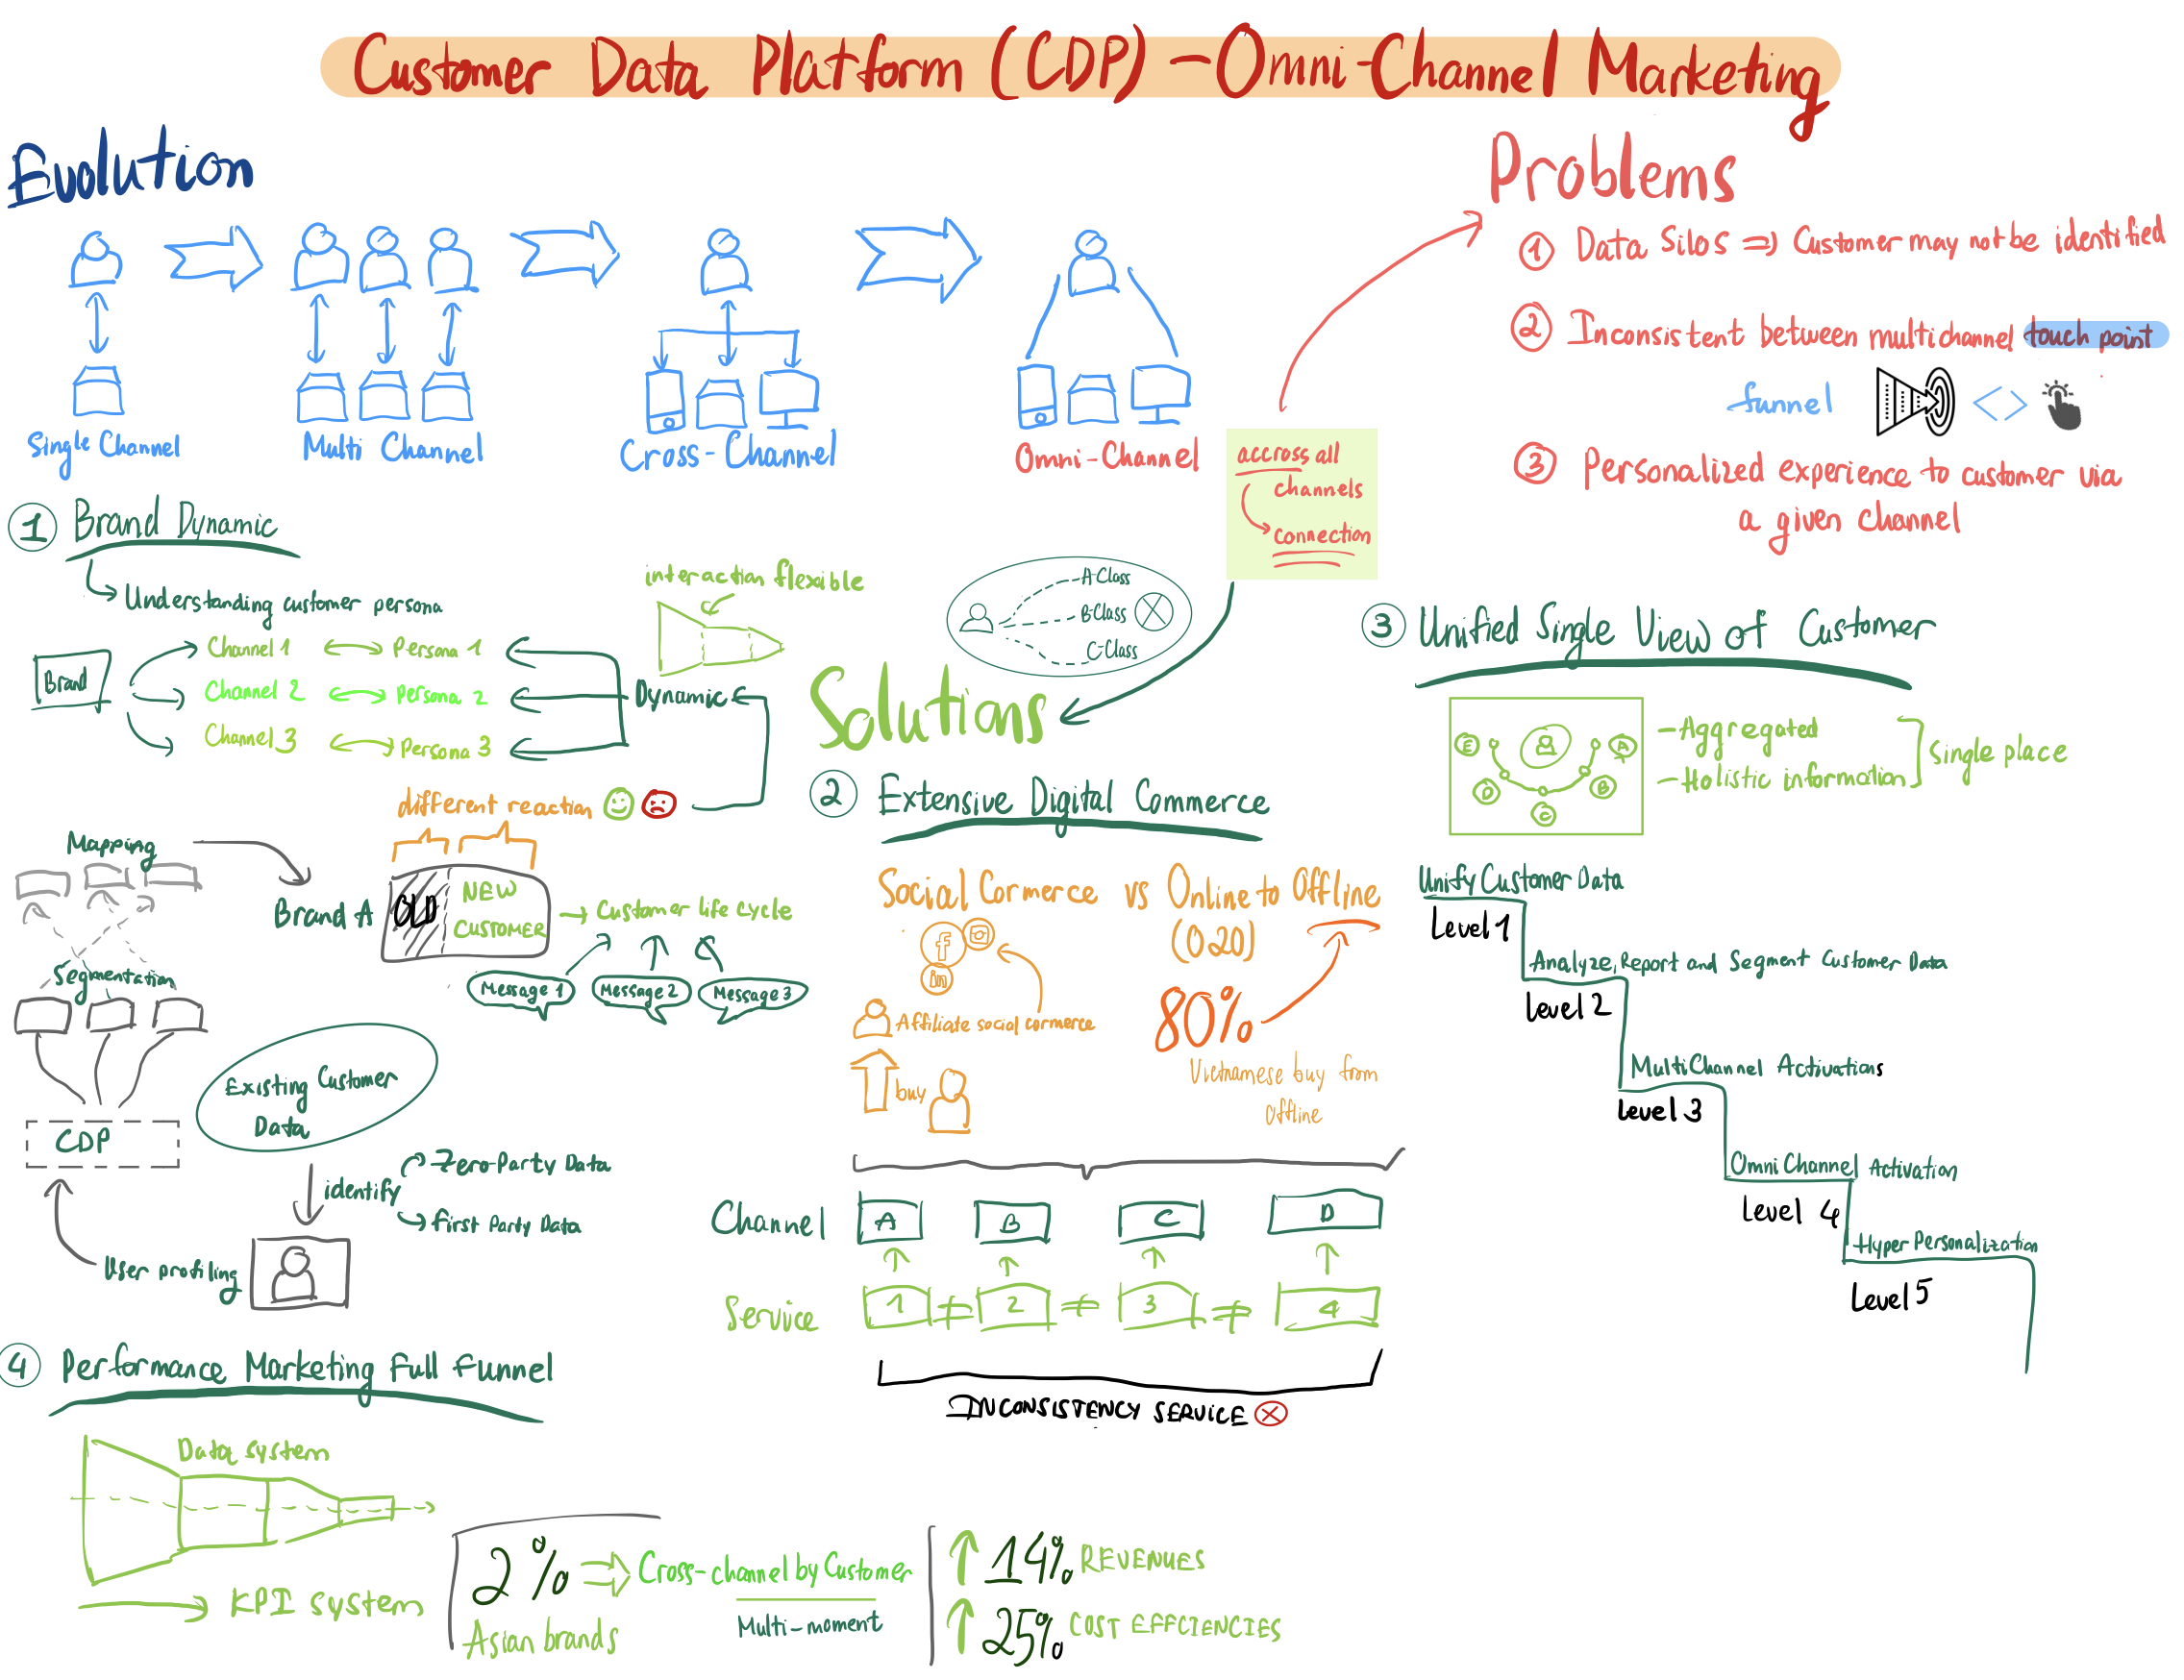 Customer Data Platform (CDP) - Omni-Channel Marketing
Evolution
Single Channel
Multi Channel
Cross-Channel
Omni-Channel
accross all
channels
connection
Problems
1 Data Silos => Customer may not be identified
2 Inconsistent between multichannel touch point
funnel <>
3 Personalized experience to customer via
a given channel
1 Brand Dynamic
Understanding customer persona
Brand
Channel 1 Persona 1
Channel 2 Persona 2
Channel 3 Persona 3
interaction flexible
Dynamic
different reaction
Mapping
Segmentation
CDP
Brand A
OLD
NEW
CUSTOMER
Customer life cycle
Message 1
Message 2
Message 3
Existing Customer
Data
identify
Zero-Party Data
First Party Data
User profiling
A-Class
B-Class
C-Class
Solutions
2 Extensive Digital Commerce
Social Cormerce vs Online to Offline
(O2O)
f
in
Affiliate social cormerce
buy
80%
Vietnamese buy from
offline
Channel A B C D
Service 1 ≠ 2 ≠ 3 ≠ 4
INCONSISTENCY SERVICE
3 Unified Single View of Customer
E
D
C
B
A
- Aggregated
- Holistic information
Single place
Unify Customer Data
Level 1
Analyze, Report and Segment Customer Data
Level 2
MultiChannel Activations
Level 3
Omni Channel Activation
Level 4
Hyper Personalization
Level 5
4 Performance Marketing Full Funnel
Data system
KPI system
2%
Asian brands
Cross-channel by Customer
Multi-moment
14% REVENUES
25% COST EFFCIENCIES